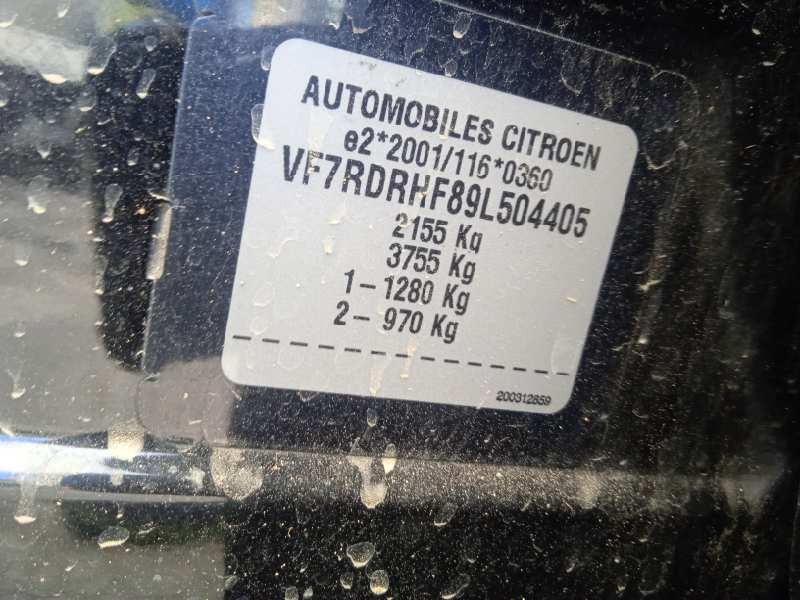 AUTOMOBILES CITROEN
e2*2001/116*0360
VF7RDRHF89L504405
2155 Kg
3755 Kg
1-1280 Kg
2- 970 Kg
200312859